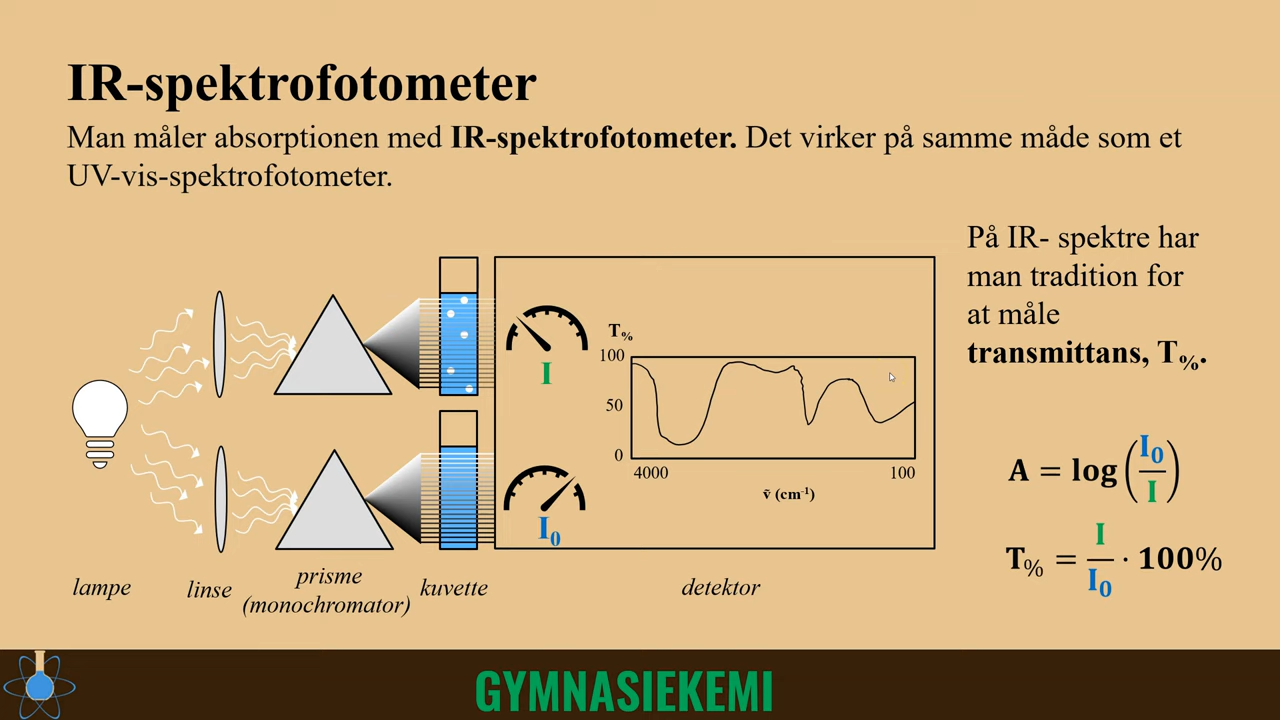 IR-spektrofotometer
Man måler absorptionen med IR-spektrofotometer. Det virker på samme måde som et
UV-vis-spektrofotometer.
På IR- spektre har
man tradition for
at måle
transmittans, T%.
I
T%
100
50
0
4000
100
ṽ (cm-1)
I0
A = log(I0/I)
T% = I/I0 · 100%
lampe
linse
prisme
(monochromator)
kuvette
detektor
GYMNASIEKEMI